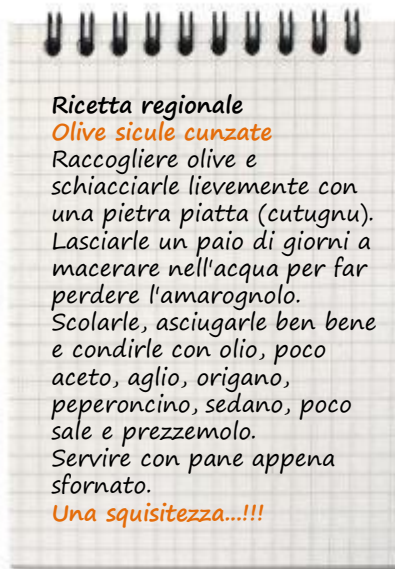 Ricetta regionale
Olive sicule cunzate
Raccogliere olive e
schiacciarle lievemente con
una pietra piatta (cutugnu).
Lasciarle un paio di giorni a
macerare nell'acqua per far
perdere l'amarognolo.
Scolarle, asciugarle ben bene
e condirle con olio, poco
aceto, aglio, origano,
peperoncino, sedano, poco
sale e prezzemolo.
Servire con pane appena
sfornato.
Una squisitezza...!!!